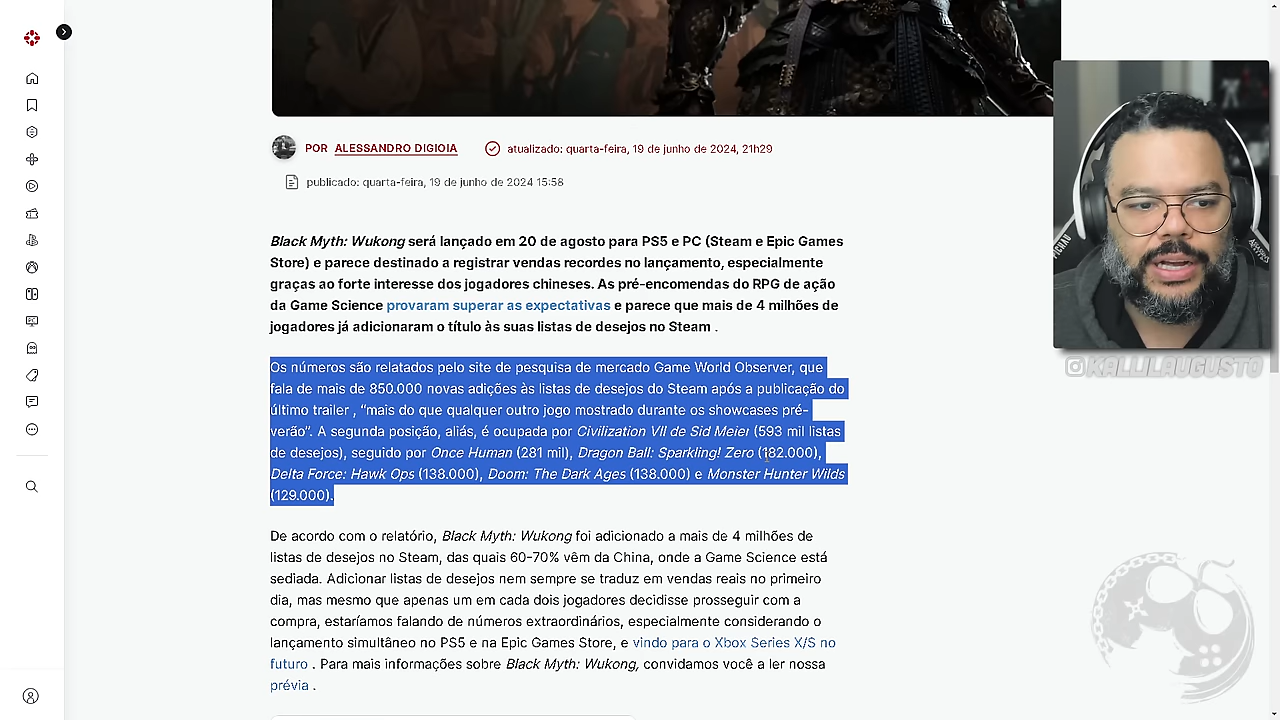 POR ALESSANDRO DIGIOIA
atualizado: quarta-feira, 19 de junho de 2024, 21h29
publicado: quarta-feira, 19 de junho de 2024 15:58
Black Myth: Wukong será lançado em 20 de agosto para PS5 e PC (Steam e Epic Games
Store) e parece destinado a registrar vendas recordes no lançamento, especialmente
graças ao forte interesse dos jogadores chineses. As pré-encomendas do RPG de ação
da Game Science provaram superar as expectativas e parece que mais de 4 milhões de
jogadores já adicionaram o título às suas listas de desejos no Steam .
Os números são relatados pelo site de pesquisa de mercado Game World Observer, que
fala de mais de 850.000 novas adições às listas de desejos do Steam após a publicação do
último trailer , “mais do que qualquer outro jogo mostrado durante os showcases pré-
verão”. A segunda posição, aliás, é ocupada por Civilization VII de Sid Meier (593 mil listas
de desejos), seguido por Once Human (281 mil), Dragon Ball: Sparkling! Zero (182.000),
Delta Force: Hawk Ops (138.000), Doom: The Dark Ages (138.000) e Monster Hunter Wilds
(129.000).
De acordo com o relatório, Black Myth: Wukong foi adicionado a mais de 4 milhões de
listas de desejos no Steam, das quais 60-70% vêm da China, onde a Game Science está
sediada. Adicionar listas de desejos nem sempre se traduz em vendas reais no primeiro
dia, mas mesmo que apenas um em cada dois jogadores decidisse prosseguir com a
compra, estaríamos falando de números extraordinários, especialmente considerando o
lançamento simultâneo no PS5 e na Epic Games Store, e vindo para o Xbox Series X/S no
futuro . Para mais informações sobre Black Myth: Wukong, convidamos você a ler nossa
prévia .
PICHAU
KALLILAUGUSTO